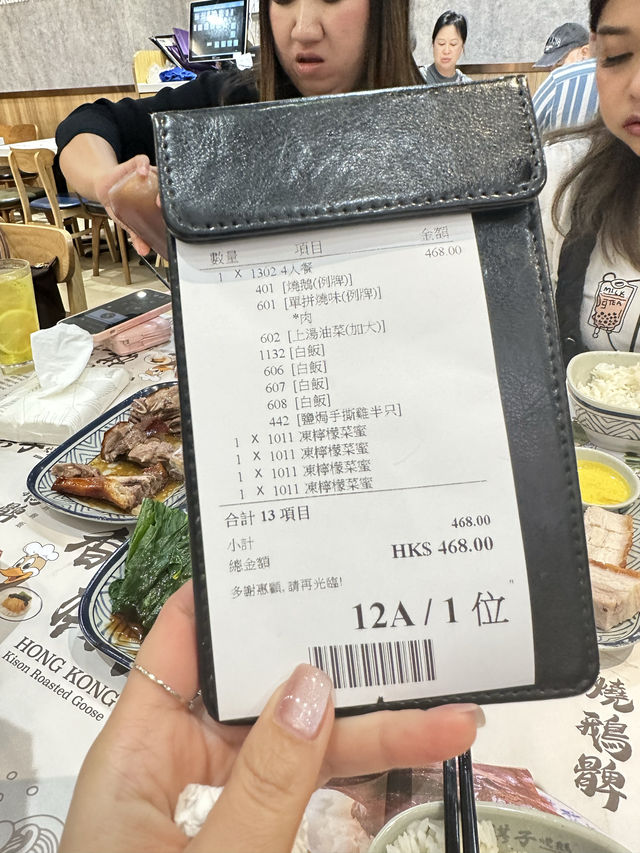 數量 項目 金額
1 X 1302 4人餐 468.00
401 [燒鵝(例牌)]
601 [單拼燒味(例牌)]
*肉
602 [上湯油菜(加大)]
1132 [白飯]
606 [白飯]
607 [白飯]
608 [白飯]
442 [鹽焗手撕雞半只]
1 X 1011 凍檸檬菜蜜
1 X 1011 凍檸檬菜蜜
1 X 1011 凍檸檬菜蜜
1 X 1011 凍檸檬菜蜜
合計 13 項目
小計 468.00
總金額 HK$ 468.00
多謝惠顧, 請再光臨!
12A / 1 位
MILK
TEA
HONG KONG
Kison Roasted Goose
燒鵝髀